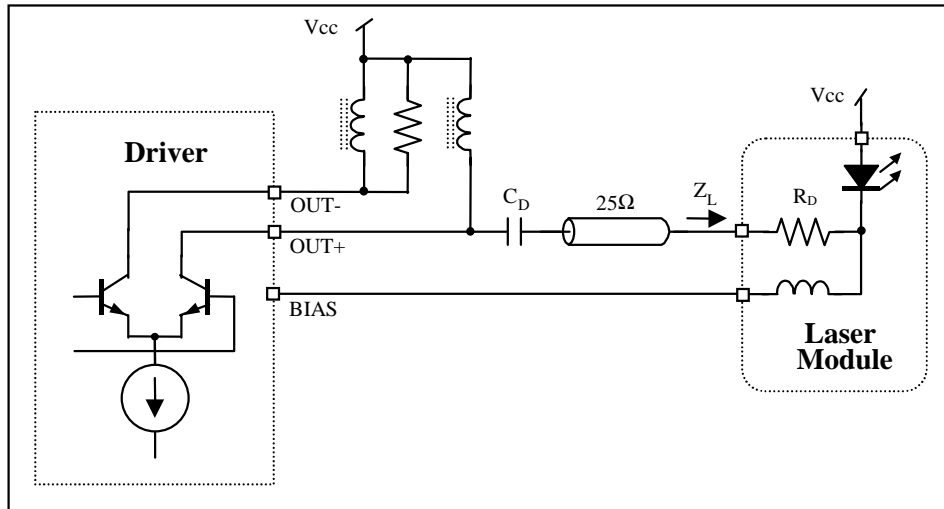 Vcc
Vcc
Driver
OUT-
C_D
25Ω
Z_L
R_D
OUT+
BIAS
Laser
Module